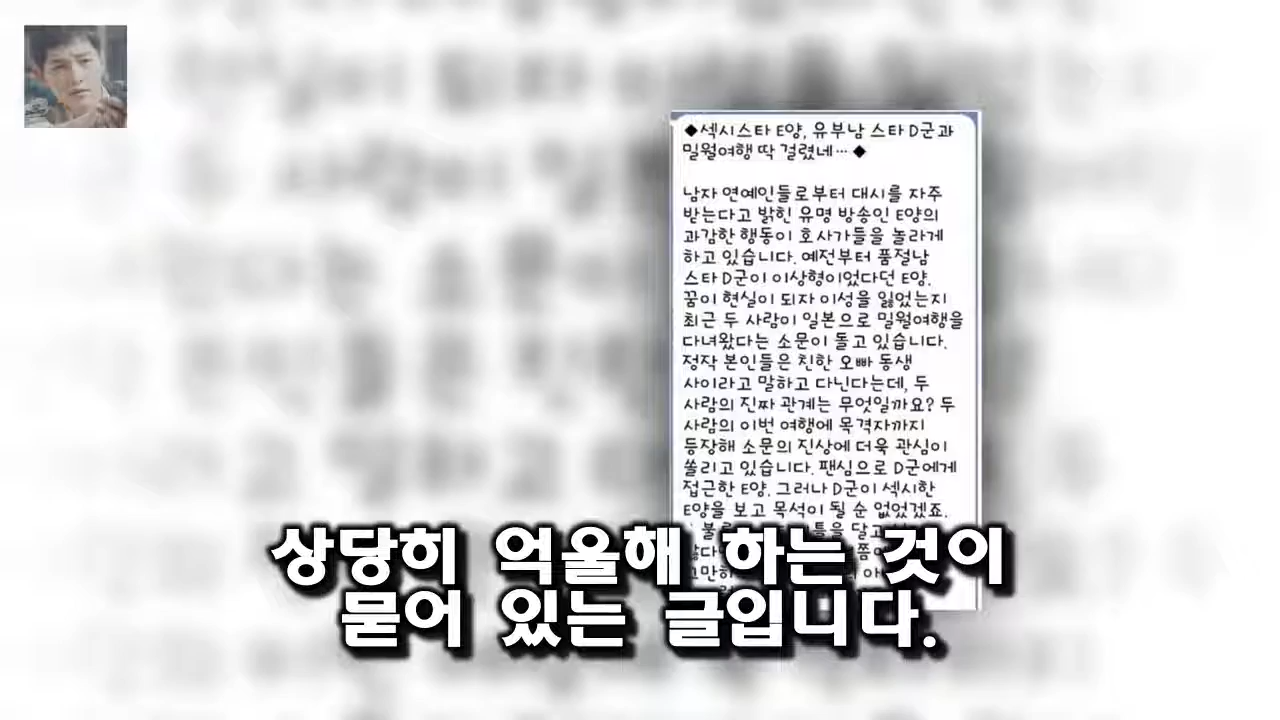 ◆섹시스타 E양, 유부남 스타 D군과
밀월여행 딱 걸렸네…◆
남자 연예인들로부터 대시를 자주
받는다고 밝힌 유명 방송인 E양의
과감한 행동이 호사가들을 놀라게
하고 있습니다. 예전부터 품절남
스타 D군이 이상형이었다던 E양.
꿈이 현실이 되자 이성을 잃었는지
최근 두 사람이 일본으로 밀월여행을
다녀왔다는 소문이 돌고 있습니다.
정작 본인들은 친한 오빠 동생
사이라고 말하고 다닌다는데, 두
사람의 진짜 관계는 무엇일까요? 두
사람의 이번 여행에 목격자까지
등장해 소문의 진상에 더욱 관심이
쏠리고 있습니다. 팬심으로 D군에게
접근한 E양. 그러나 D군이 섹시한
E양을 보고 목석이 될 순 없었겠죠.
상당히 억울해 하는 것이
묻어 있는 글입니다.